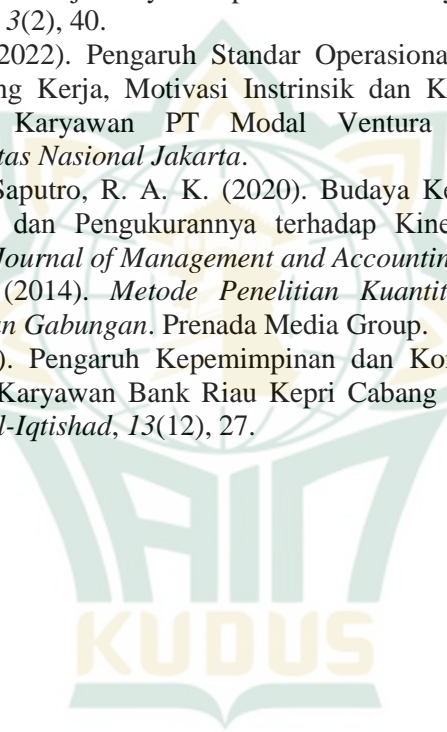 3(2), 40.
2022). Pengaruh Standar Operasiona
ng Kerja, Motivasi Instrinsik dan K
Karyawan PT Modal Ventura
tas Nasional Jakarta.
Saputro, R. A. K. (2020). Budaya Ke
dan Pengukurannya terhadap Kine
Journal of Management and Accountin
(2014). Metode Penelitian Kuantit
an Gabungan. Prenada Media Group.
). Pengaruh Kepemimpinan dan Ko
Karyawan Bank Riau Kepri Cabang
l-Iqtishad, 13(12), 27.
IAIN
KUDUS